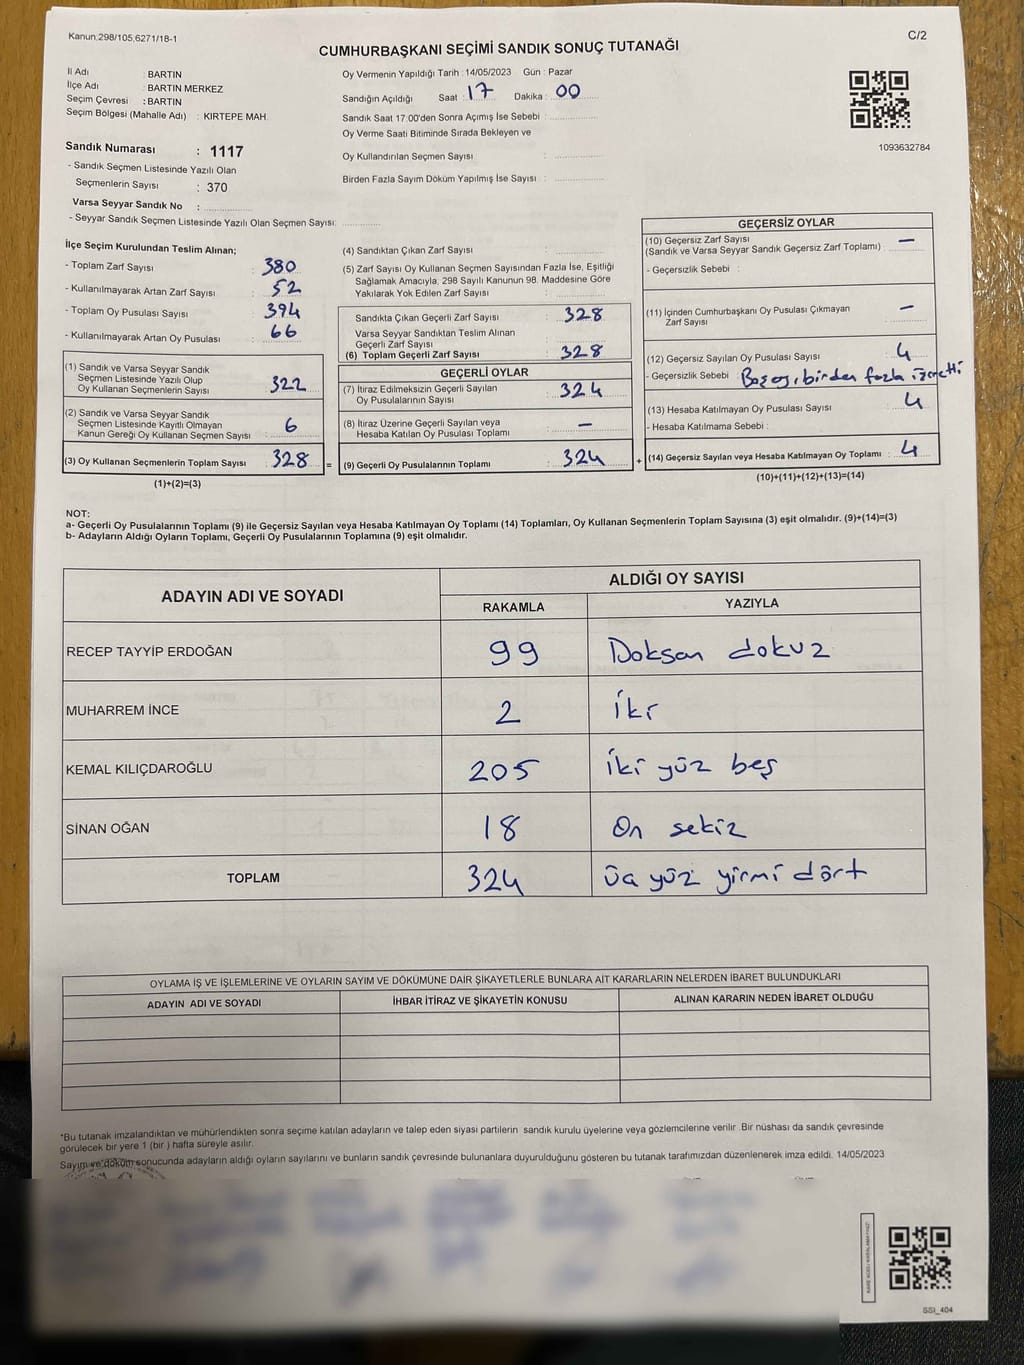 Kanun:298/105,6271/18-1
C/2
CUMHURBAŞKANI SEÇİMİ SANDIK SONUÇ TUTANAĞI
İl Adı : BARTIN
İlçe Adı : BARTIN MERKEZ
Seçim Çevresi : BARTIN
Seçim Bölgesi (Mahalle Adı) : KIRTEPE MAH.
Oy Vermenin Yapıldığı Tarih : 14/05/2023 Gün : Pazar
Sandığın Açıldığı Saat : 17 Dakika : 00
Sandık Saat 17:00'den Sonra Açımış İse Sebebi :
Oy Verme Saati Bitiminde Sırada Bekleyen ve
Oy Kullandırılan Seçmen Sayısı :
Birden Fazla Sayım Döküm Yapılmış İse Sayısı :
1093632784
Sandık Numarası : 1117
- Sandık Seçmen Listesinde Yazılı Olan
Seçmenlerin Sayısı : 370
Varsa Seyyar Sandık No :
- Seyyar Sandık Seçmen Listesinde Yazılı Olan Seçmen Sayısı:
İlçe Seçim Kurulundan Teslim Alınan;
- Toplam Zarf Sayısı : 380
- Kullanılmayarak Artan Zarf Sayısı : 52
- Toplam Oy Pusulası Sayısı : 394
- Kullanılmayarak Artan Oy Pusulası : 66
(1) Sandık ve Varsa Seyyar Sandık
Seçmen Listesinde Yazılı Olup
Oy Kullanan Seçmenlerin Sayısı : 322
(2) Sandık ve Varsa Seyyar Sandık
Seçmen Listesinde Kayıtlı Olmayan
Kanun Gereği Oy Kullanan Seçmen Sayısı : 6
(3) Oy Kullanan Seçmenlerin Toplam Sayısı : 328 =
(1)+(2)=(3)
(4) Sandıktan Çıkan Zarf Sayısı :
(5) Zarf Sayısı Oy Kullanan Seçmen Sayısından Fazla İse, Eşitliği
Sağlamak Amacıyla, 298 Sayılı Kanunun 98. Maddesine Göre
Yakılarak Yok Edilen Zarf Sayısı :
Sandıkta Çıkan Geçerli Zarf Sayısı : 328
Varsa Seyyar Sandıktan Teslim Alınan
Geçerli Zarf Sayısı :
(6) Toplam Geçerli Zarf Sayısı : 328
GEÇERLİ OYLAR
(7) İtiraz Edilmeksizin Geçerli Sayılan
Oy Pusulalarının Sayısı : 324
(8) İtiraz Üzerine Geçerli Sayılan veya
Hesaba Katılan Oy Pusulası Toplamı : —
(9) Geçerli Oy Pusulalarının Toplamı : 324 +
GEÇERSİZ OYLAR
(10) Geçersiz Zarf Sayısı
(Sandık ve Varsa Seyyar Sandık Geçersiz Zarf Toplamı) : —
- Geçersizlik Sebebi :
(11) İçinden Cumhurbaşkanı Oy Pusulası Çıkmayan
Zarf Sayısı : —
(12) Geçersiz Sayılan Oy Pusulası Sayısı : 4
- Geçersizlik Sebebi : birden fazla
(13) Hesaba Katılmayan Oy Pusulası Sayısı : 4
- Hesaba Katılmama Sebebi :
(14) Geçersiz Sayılan veya Hesaba Katılmayan Oy Toplamı : 4
(10)+(11)+(12)+(13)=(14)
NOT:
a- Geçerli Oy Pusulalarının Toplamı (9) ile Geçersiz Sayılan veya Hesaba Katılmayan Oy Toplamı (14) Toplamları, Oy Kullanan Seçmenlerin Toplam Sayısına (3) eşit olmalıdır. (9)+(14)=(3)
b- Adayların Aldığı Oyların Toplamı, Geçerli Oy Pusulalarının Toplamına (9) eşit olmalıdır.
ADAYIN ADI VE SOYADI
ALDIĞI OY SAYISI
RAKAMLA YAZIYLA
RECEP TAYYİP ERDOĞAN 99 Doksan dokuz
MUHARREM İNCE 2 İki
KEMAL KILIÇDAROĞLU 205 İki yüz beş
SİNAN OĞAN 18 On sekiz
TOPLAM 324 üç yüz yirmi dört
OYLAMA İŞ VE İŞLEMLERİNE VE OYLARIN SAYIM VE DÖKÜMÜNE DAİR ŞİKAYETLERLE BUNLARA AİT KARARLARIN NELERDEN İBARET BULUNDUKLARI
ADAYIN ADI VE SOYADI İHBAR İTİRAZ VE ŞİKAYETİN KONUSU ALINAN KARARIN NEDEN İBARET OLDUĞU
*Bu tutanak imzalandıktan ve mühürlendikten sonra seçime katılan adayların ve talep eden siyasi partilerin sandık kurulu üyelerine veya gözlemcilerine verilir .Bir nüshası da sandık çevresinde
görülecek bir yere 1 (bir ) hafta süreyle asılır.
Sayım ve döküm sonucunda adayların aldığı oyların sayılarını ve bunların sandık çevresinde bulunanlara duyurulduğunu gösteren bu tutanak tarafımızdan düzenlenerek imza edildi. 14/05/2023
SSI_404